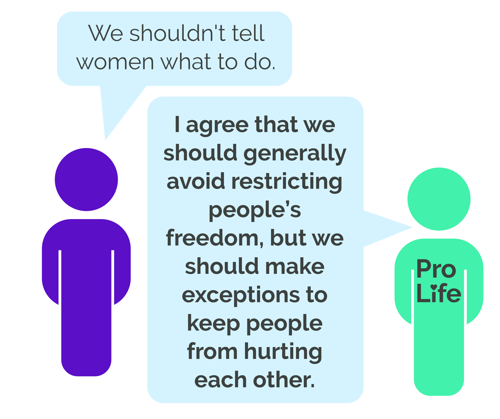 We shouldn't tell
women what to do.
I agree that we
should generally
avoid restricting
people’s
freedom, but we
should make
exceptions to
keep people
from hurting
each other.
Pro
Life